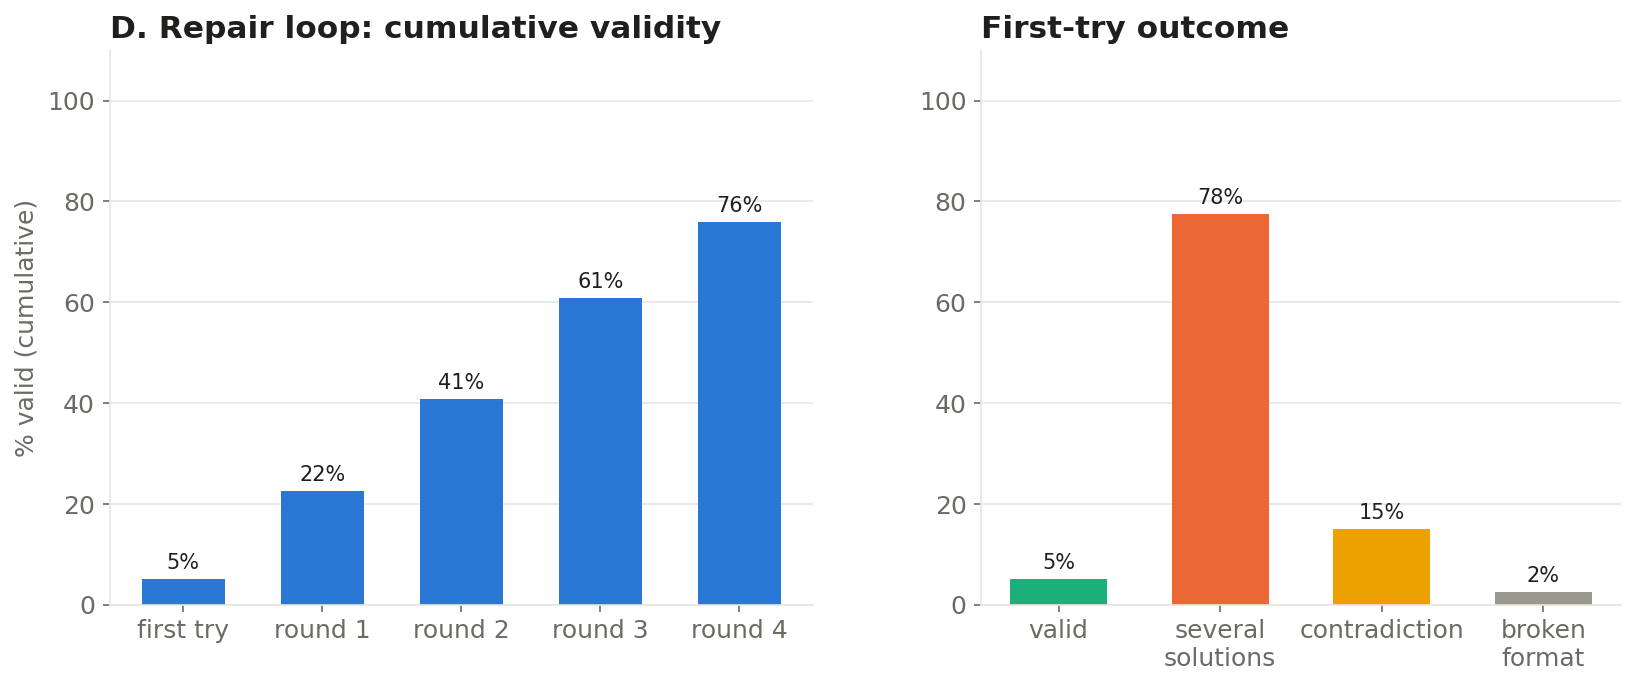 D. Repair loop: cumulative validity
% valid (cumulative)
100
80
60
40
20
0
5%
22%
41%
61%
76%
first try
round 1
round 2
round 3
round 4
First-try outcome
100
80
60
40
20
0
5%
78%
15%
2%
valid
several
solutions
contradiction
broken
format